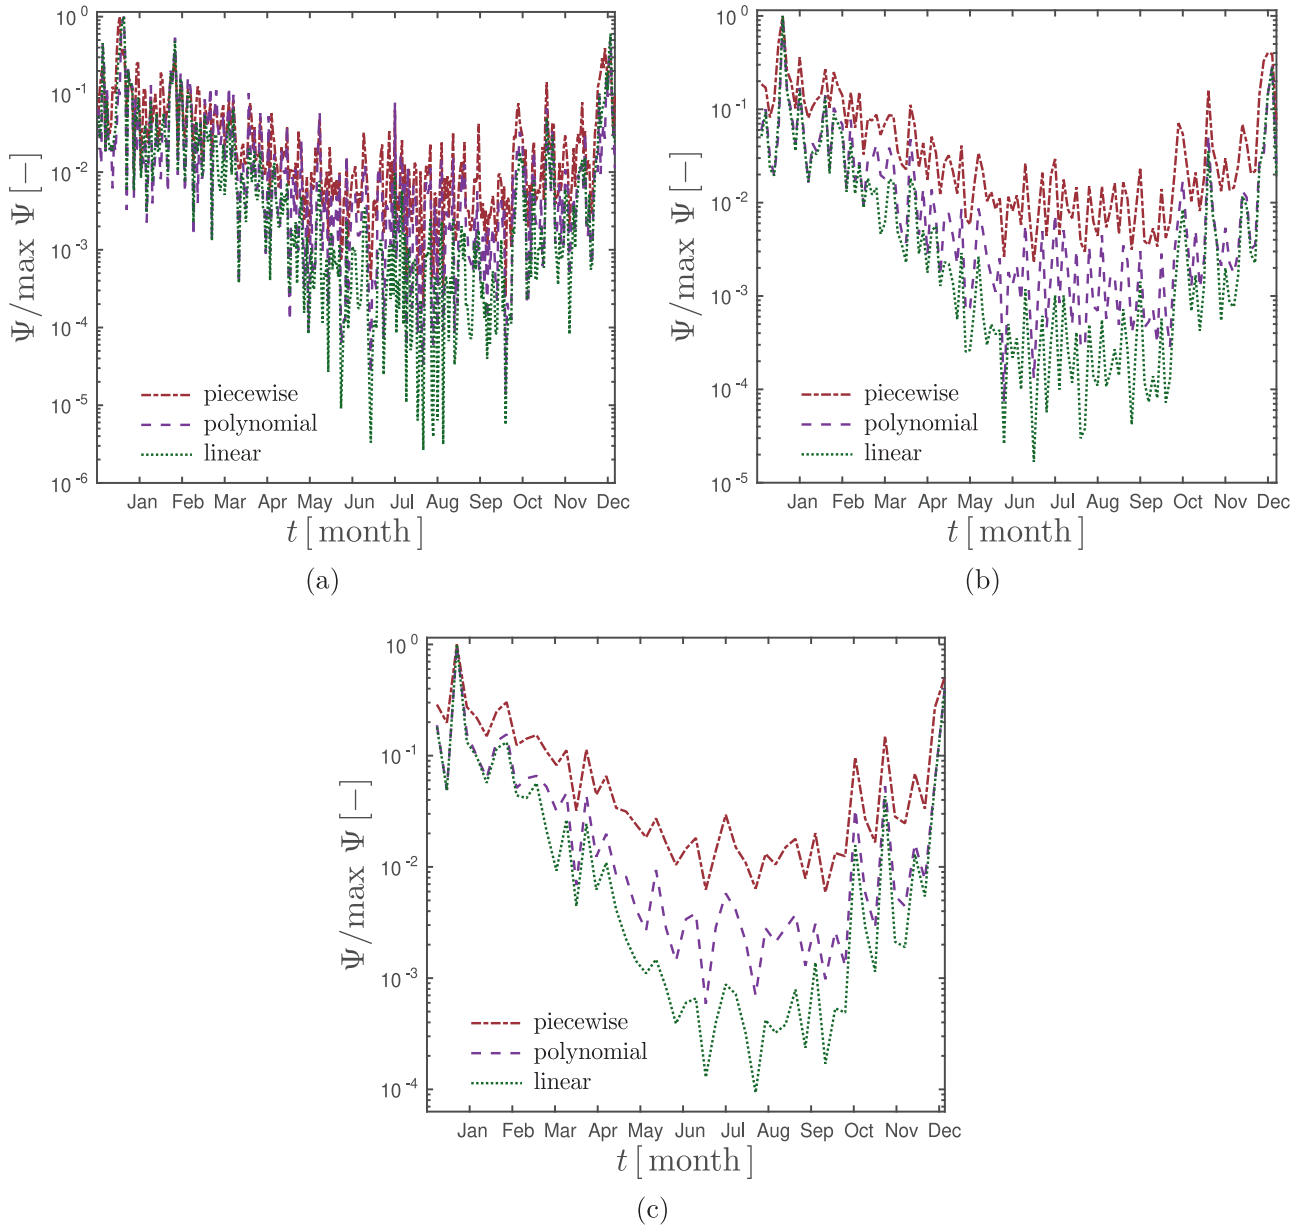 10^0
10^-1
10^-2
10^-3
10^-4
10^-5
10^-6
Ψ/max Ψ [−]
piecewise
polynomial
linear
Jan Feb Mar Apr May Jun Jul Aug Sep Oct Nov Dec
t [ month ]
(a)
10^0
10^-1
10^-2
10^-3
10^-4
10^-5
Ψ/max Ψ [−]
piecewise
polynomial
linear
Jan Feb Mar Apr May Jun Jul Aug Sep Oct Nov Dec
t [ month ]
(b)
10^0
10^-1
10^-2
10^-3
10^-4
Ψ/max Ψ [−]
piecewise
polynomial
linear
Jan Feb Mar Apr May Jun Jul Aug Sep Oct Nov Dec
t [ month ]
(c)